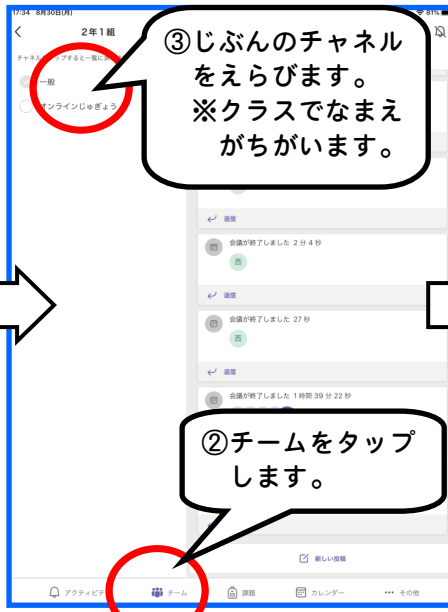 17:34 8月30日(月)
81%
2年1組
一般
オンラインじゅぎょう
③じぶんのチャネル
をえらびます。
※クラスでなまえ
がちがいます。
返信
会議が終了しました 2 分 4 秒
西
返信
会議が終了しました 27 秒
西
返信
会議が終了しました 1 時間 39 分 22 秒
②チームをタップ
します。
新しい投稿
アクティビテ
チーム
課題
カレンダー
その他